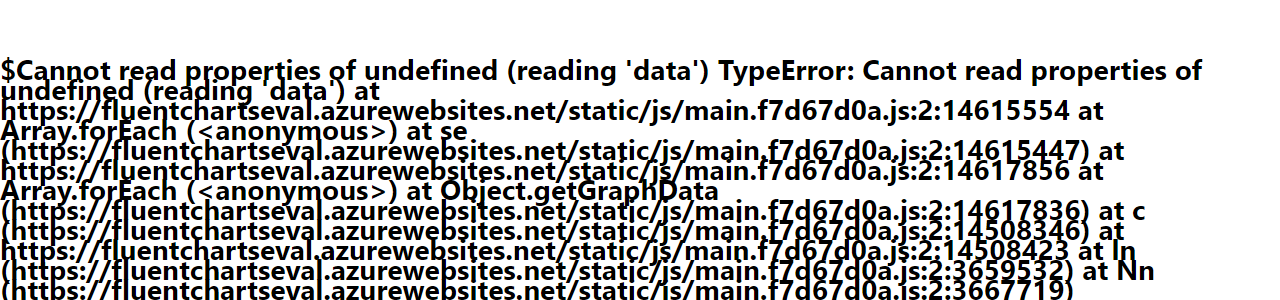 $Cannot read properties of undefined (reading 'data') TypeError: Cannot read properties of
undefined (reading 'data') at
https://fluentchartseval.azurewebsites.net/static/js/main.f7d67d0a.js:2:14615554 at
Array.forEach (<anonymous>) at se
(https://fluentchartseval.azurewebsites.net/static/js/main.f7d67d0a.js:2:14615447) at
https://fluentchartseval.azurewebsites.net/static/js/main.f7d67d0a.js:2:14617856 at
Array.forEach (<anonymous>) at Object.getGraphData
(https://fluentchartseval.azurewebsites.net/static/js/main.f7d67d0a.js:2:14617836) at c
(https://fluentchartseval.azurewebsites.net/static/js/main.f7d67d0a.js:2:14508346) at
https://fluentchartseval.azurewebsites.net/static/js/main.f7d67d0a.js:2:14508423 at ln
(https://fluentchartseval.azurewebsites.net/static/js/main.f7d67d0a.js:2:3659532) at Nn
(https://fluentchartseval.azurewebsites.net/static/js/main.f7d67d0a.js:2:3667719)